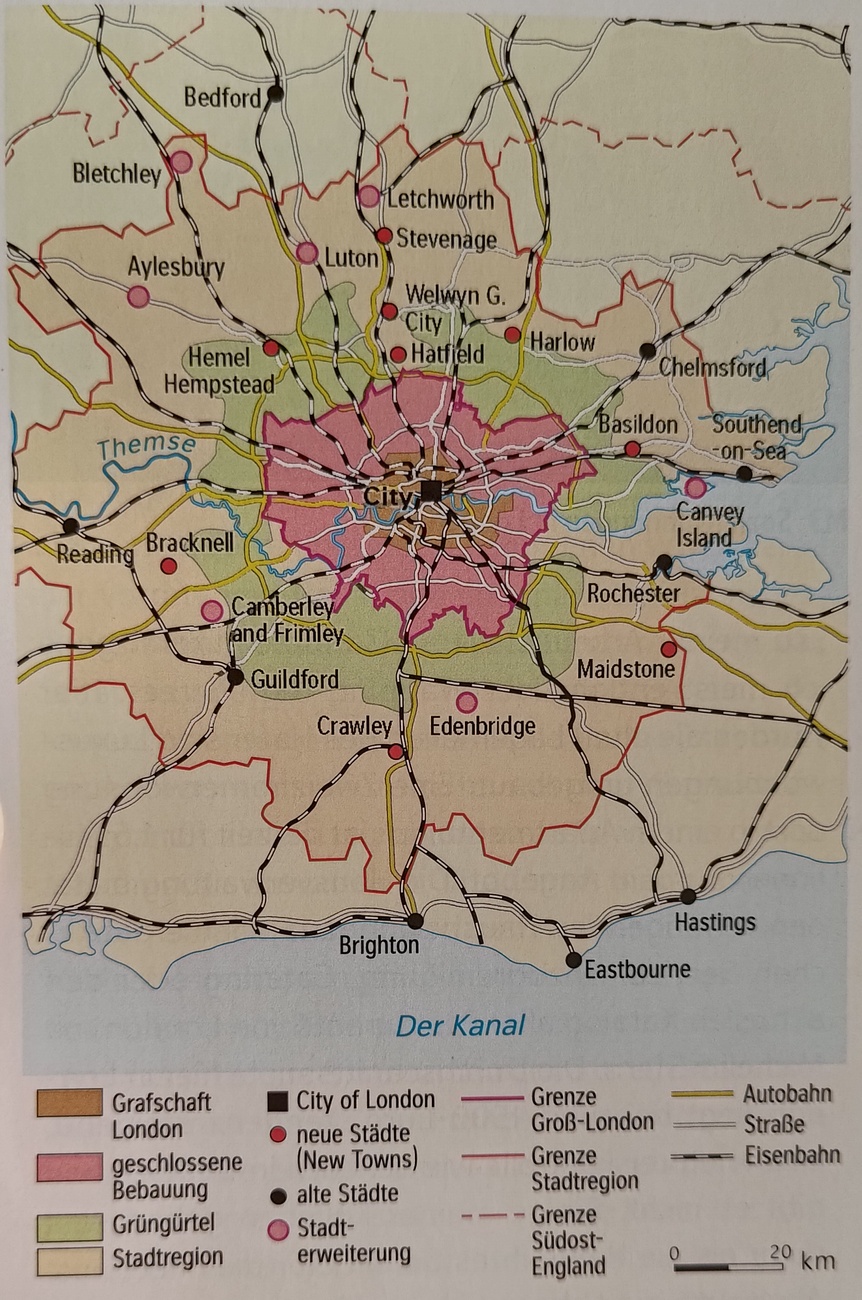 Bedford
Bletchley
Letchworth
Stevenage
Luton
Aylesbury
Welwyn G.
City
Harlow
Hatfield
Hemel
Hempstead
Chelmsford
Basildon
Southend
-on-Sea
Themse
City
Canvey
Island
Reading
Bracknell
Rochester
Camberley
and Frimley
Maidstone
Guildford
Crawley
Edenbridge
Hastings
Brighton
Eastbourne
Der Kanal
Grafschaft
London
geschlossene
Bebauung
Grüngürtel
Stadtregion
City of London
neue Städte
(New Towns)
alte Städte
Stadt-
erweiterung
Grenze
Groß-London
Grenze
Stadtregion
Grenze
Südost-
England
Autobahn
Straße
Eisenbahn
0 20 km